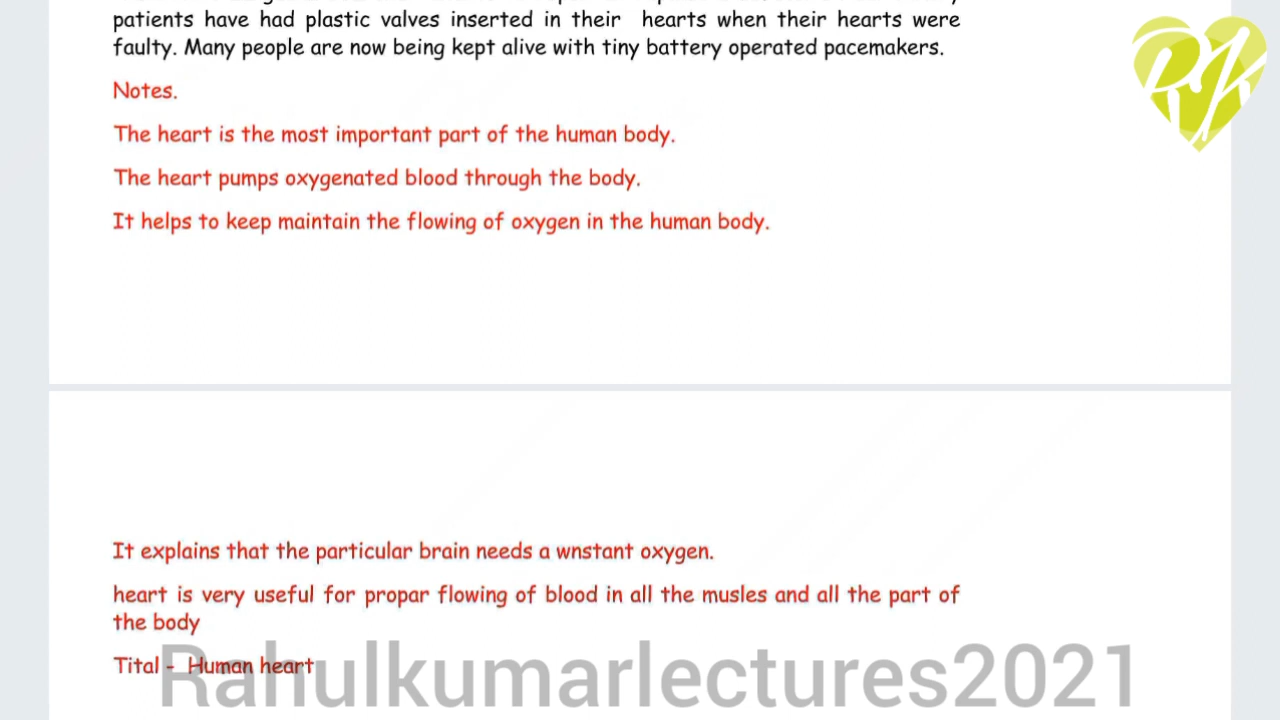 patients have had plastic valves inserted in their hearts when their hearts were
faulty. Many people are now being kept alive with tiny battery operated pacemakers.
Notes.
The heart is the most important part of the human body.
The heart pumps oxygenated blood through the body.
It helps to keep maintain the flowing of oxygen in the human body.
It explains that the particular brain needs a wnstant oxygen.
heart is very useful for propar flowing of blood in all the musles and all the part of
the body
Tital - Human heart
Rahulkumarlectures2021
RK